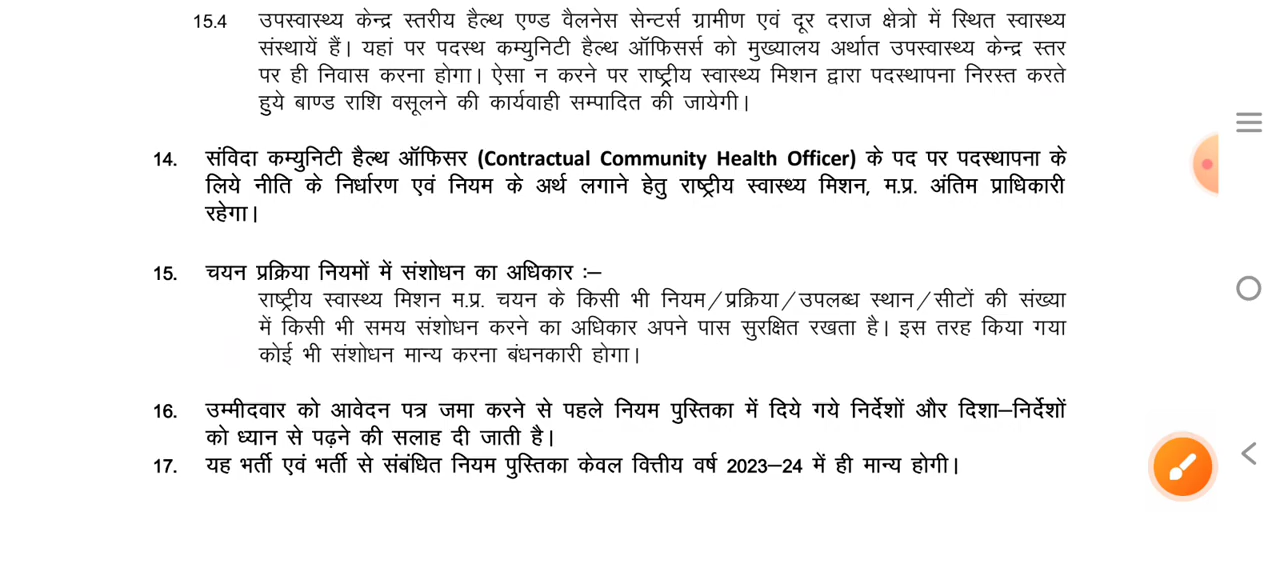 15.4 उपस्वास्थ्य केन्द्र स्तरीय हैल्थ एण्ड वैलनेस सेन्टर्स ग्रामीण एवं दूर दराज क्षेत्रो में स्थित स्वास्थ्य
संस्थायें हैं। यहां पर पदस्थ कम्युनिटी हैल्थ ऑफिसर्स को मुख्यालय अर्थात उपस्वास्थ्य केन्द्र स्तर
पर ही निवास करना होगा। ऐसा न करने पर राष्ट्रीय स्वास्थ्य मिशन द्वारा पदस्थापना निरस्त करते
हुये बाण्ड राशि वसूलने की कार्यवाही सम्पादित की जायेगी।
14. संविदा कम्युनिटी हैल्थ ऑफिसर (Contractual Community Health Officer) के पद पर पदस्थापना के
लिये नीति के निर्धारण एवं नियम के अर्थ लगाने हेतु राष्ट्रीय स्वास्थ्य मिशन, म.प्र. अंतिम प्राधिकारी
रहेगा।
15. चयन प्रक्रिया नियमों में संशोधन का अधिकार :–
राष्ट्रीय स्वास्थ्य मिशन म.प्र. चयन के किसी भी नियम/प्रक्रिया/उपलब्ध स्थान/सीटों की संख्या
में किसी भी समय संशोधन करने का अधिकार अपने पास सुरक्षित रखता है। इस तरह किया गया
कोई भी संशोधन मान्य करना बंधनकारी होगा।
16. उम्मीदवार को आवेदन पत्र जमा करने से पहले नियम पुस्तिका में दिये गये निर्देशों और दिशा–निर्देशों
को ध्यान से पढ़ने की सलाह दी जाती है।
17. यह भर्ती एवं भर्ती से संबंधित नियम पुस्तिका केवल वित्तीय वर्ष 2023–24 में ही मान्य होगी।